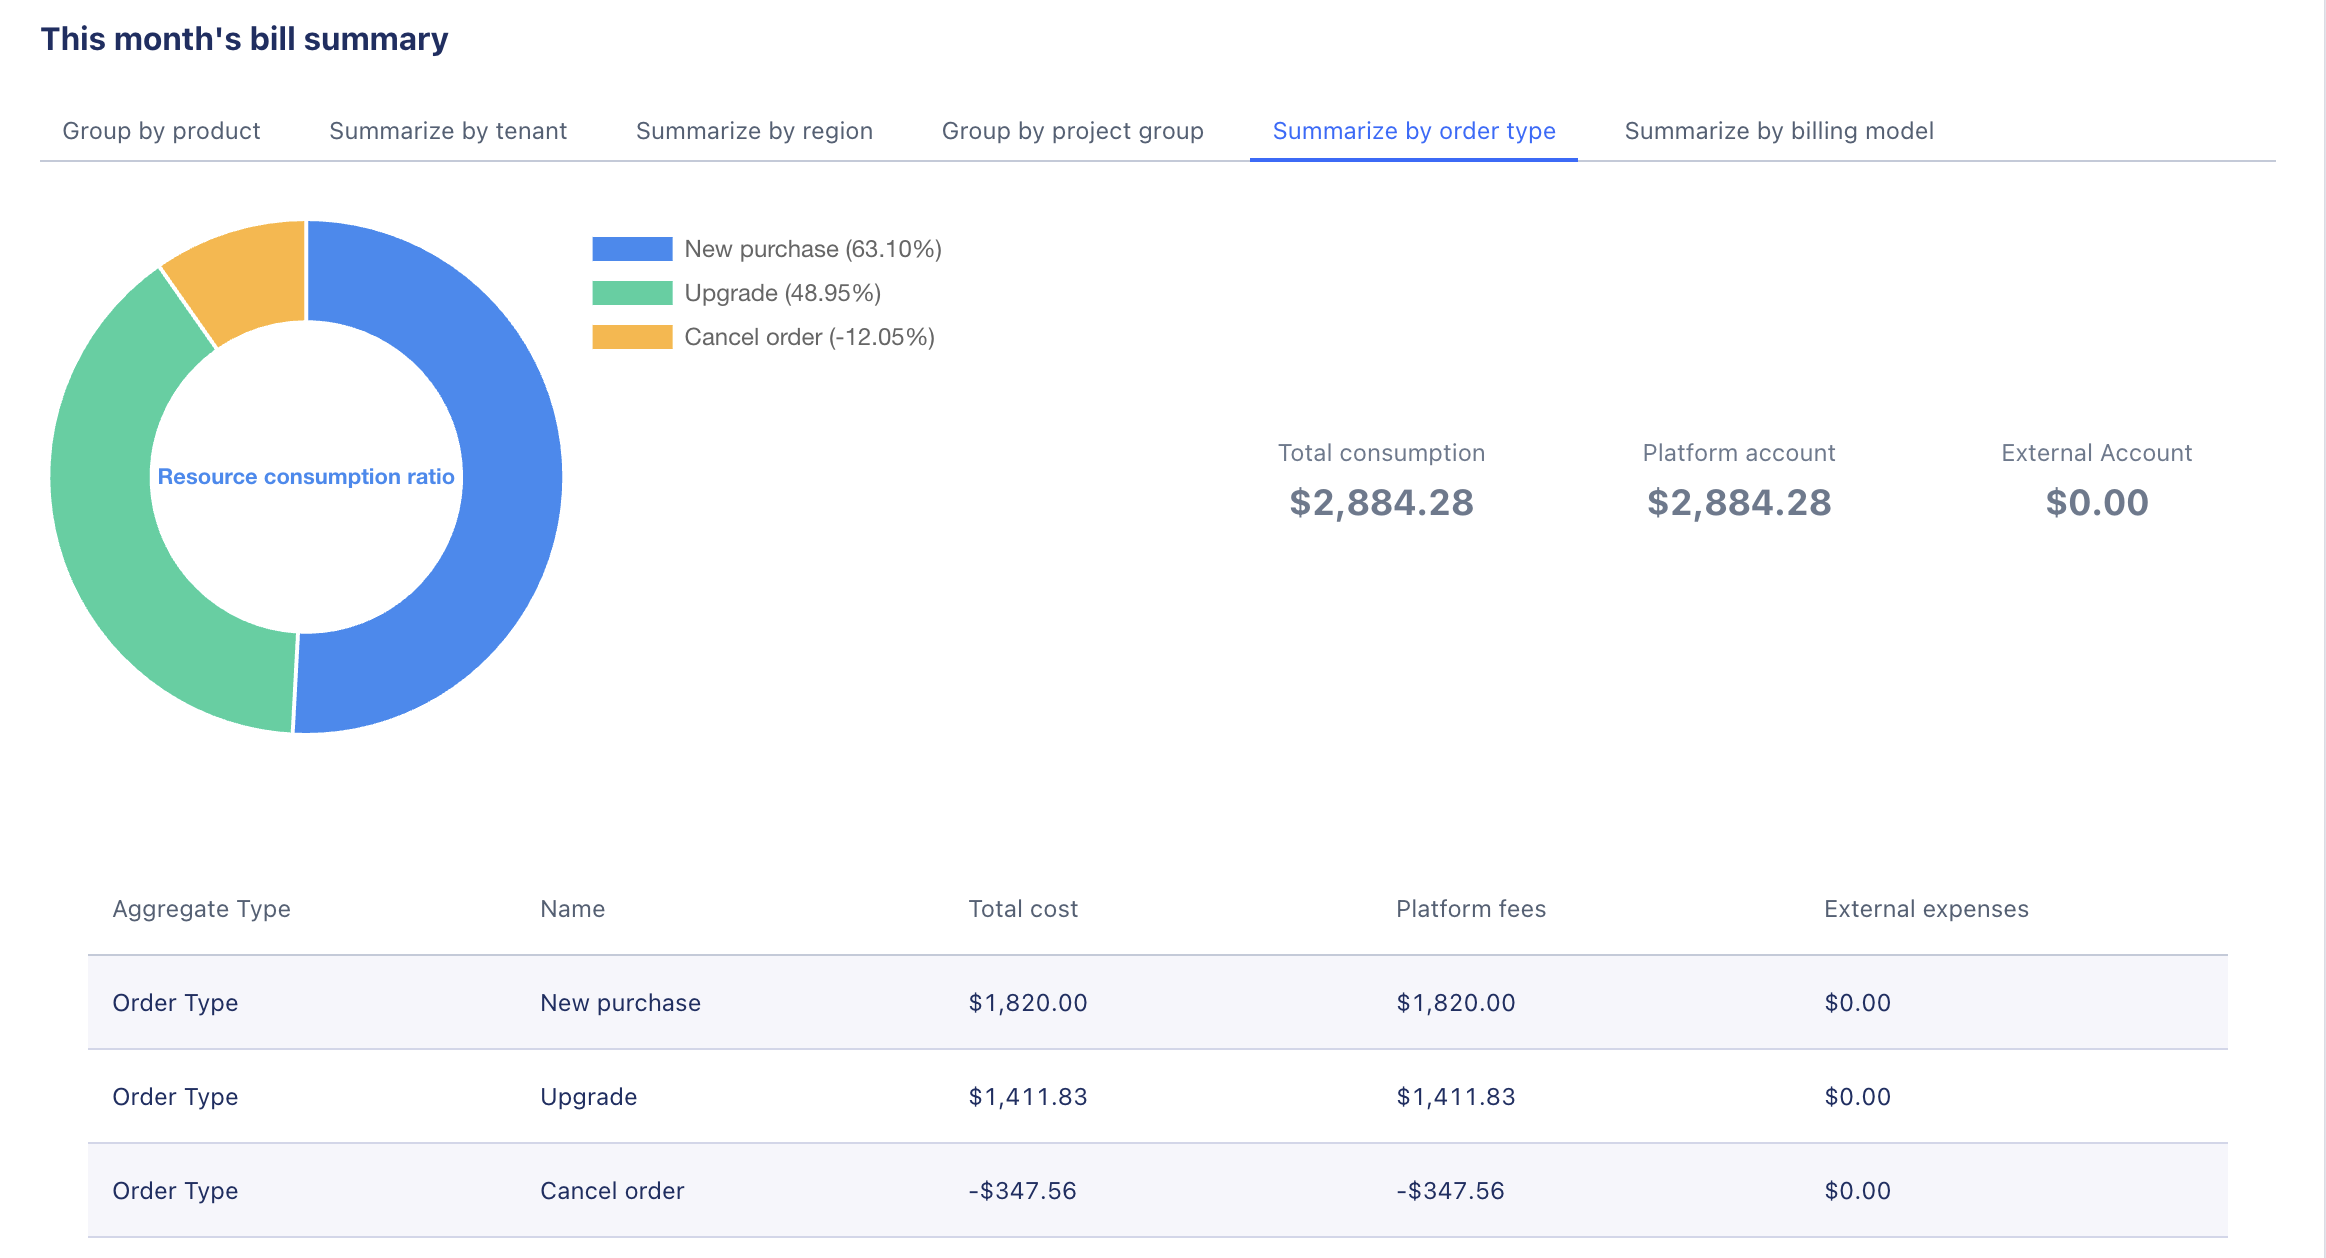 This month's bill summary
Group by product Summarize by tenant Summarize by region Group by project group Summarize by order type Summarize by billing model
New purchase (63.10%)
Upgrade (48.95%)
Cancel order (-12.05%)
Resource consumption ratio
Total consumption Platform account External Account
$2,884.28 $2,884.28 $0.00
Aggregate Type Name Total cost Platform fees External expenses
Order Type New purchase $1,820.00 $1,820.00 $0.00
Order Type Upgrade $1,411.83 $1,411.83 $0.00
Order Type Cancel order -$347.56 -$347.56 $0.00